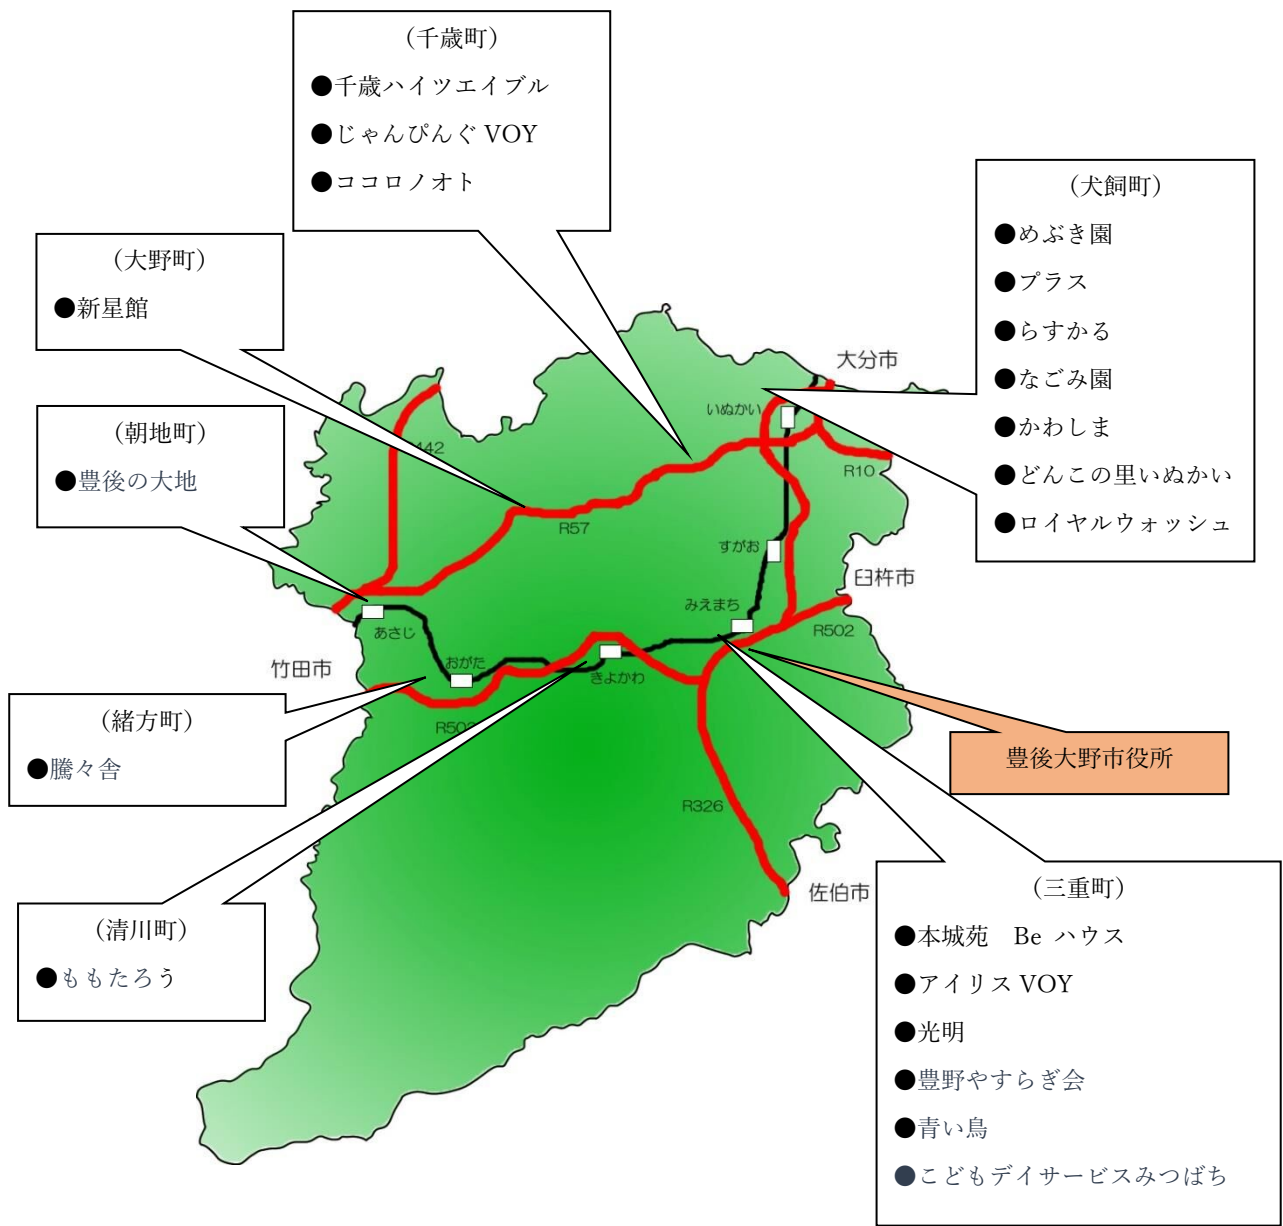 （千歳町）
●千歳ハイツエイブル
●じゃんぴんぐ VOY
●ココロノオト
（犬飼町）
●めぶき園
●プラス
●らすかる
●なごみ園
●かわしま
●どんこの里いぬかい
●ロイヤルウォッシュ
（大野町）
●新星館
（朝地町）
●豊後の大地
大分市
いぬかい
442
R10
R57
すがお
臼杵市
みえまち
R502
あさじ
竹田市
おがた
きよかわ
（緒方町）
●騰々舎
R502
豊後大野市役所
R326
佐伯市
（清川町）
●ももたろう
（三重町）
●本城苑　Be ハウス
●アイリス VOY
●光明
●豊野やすらぎ会
●青い鳥
●こどもデイサービスみつばち